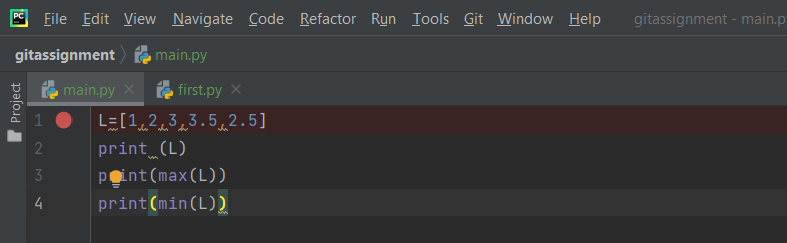 PC File Edit View Navigate Code Refactor Run Tools Git Window Help gitassignment - main.p
gitassignment main.py
main.py first.py
Project
1 L=[1,2,3,3.5,2.5]
2 print (L)
3 print(max(L))
4 print(min(L))